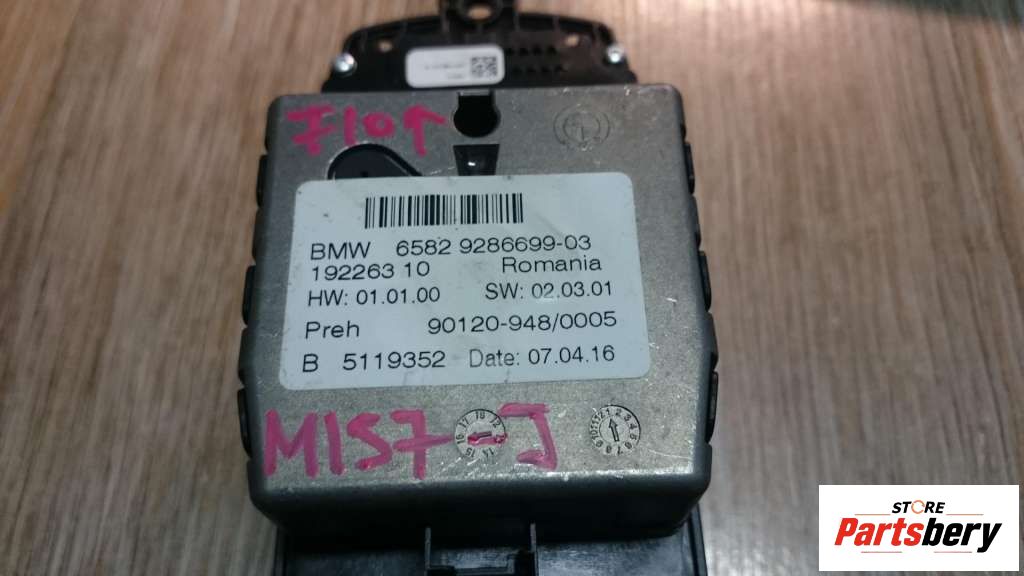 710↑
BMW 6582 9286699-03
192263 10 Romania
HW: 01.01.00 SW: 02.03.01
Preh 90120-948/0005
B 5119352 Date: 07.04.16
M157-J
STORE
Partsbery